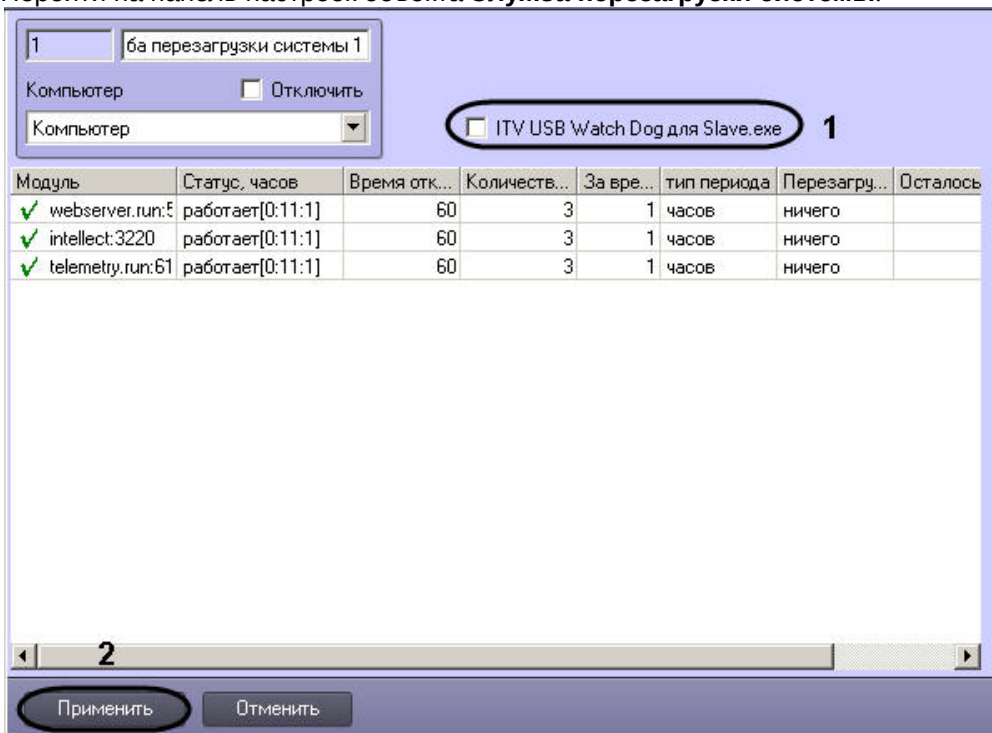 1 ба перезагрузки системы 1
Компьютер Отключить
Компьютер
ITV USB Watch Dog для Slave.exe 1
Модуль Статус, часов Время отк... Количеств... За вре... тип периода Перезагру... Осталось
webserver.run:5 работает[0:11:1] 60 3 1 часов ничего
intellect:3220 работает[0:11:1] 60 3 1 часов ничего
telemetry.run:61 работает[0:11:1] 60 3 1 часов ничего
2
Применить Отменить